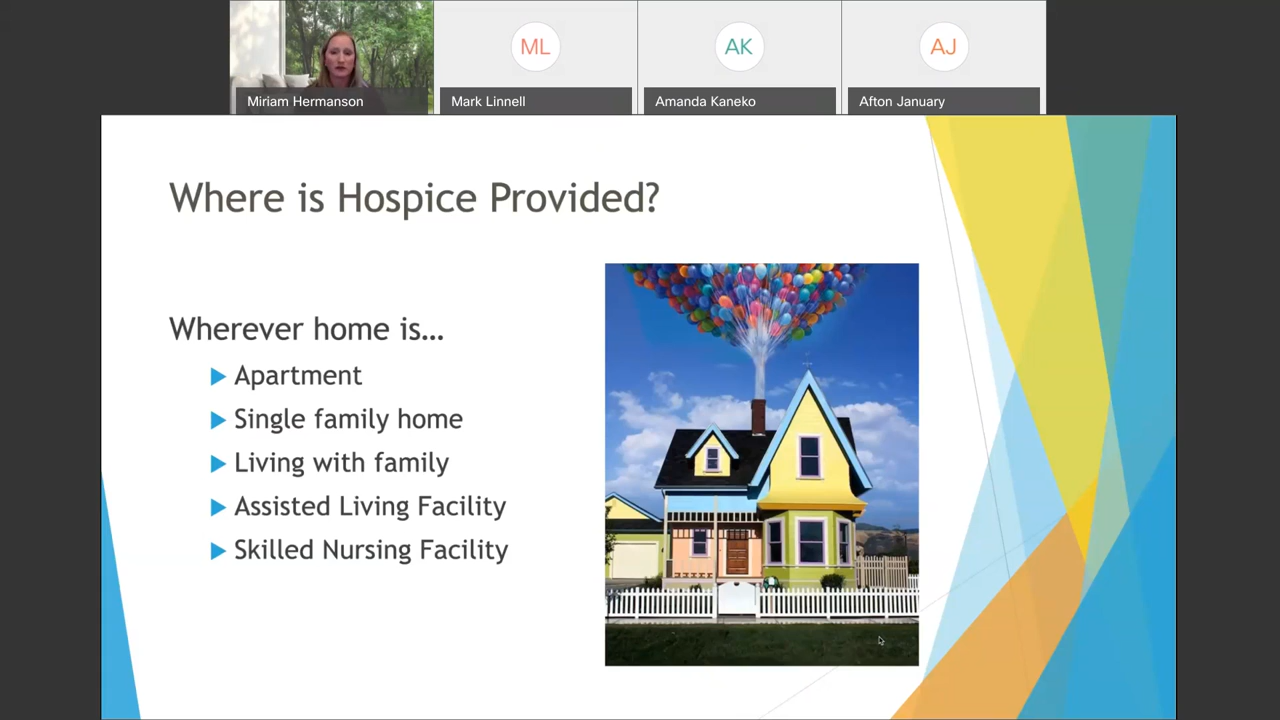 ML
AK
AJ
Miriam Hermanson
Mark Linnell
Amanda Kaneko
Afton January
Where is Hospice Provided?
Wherever home is…
Apartment
Single family home
Living with family
Assisted Living Facility
Skilled Nursing Facility